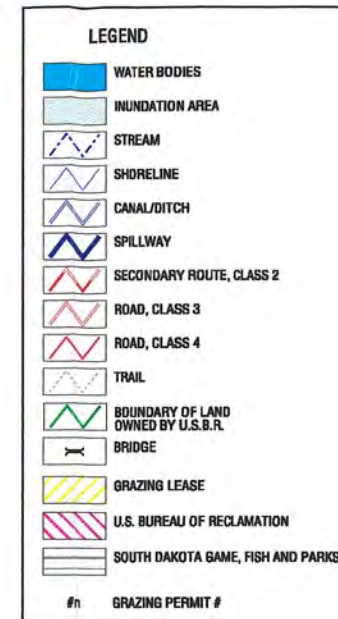 LEGEND
WATER BODIES
INUNDATION AREA
STREAM
SHORELINE
CANAL/DITCH
SPILLWAY
SECONDARY ROUTE, CLASS 2
ROAD, CLASS 3
ROAD, CLASS 4
TRAIL
BOUNDARY OF LAND
OWNED BY U.S.B.R.
BRIDGE
GRAZING LEASE
U.S. BUREAU OF RECLAMATION
SOUTH DAKOTA GAME, FISH AND PARKS
#n GRAZING PERMIT #